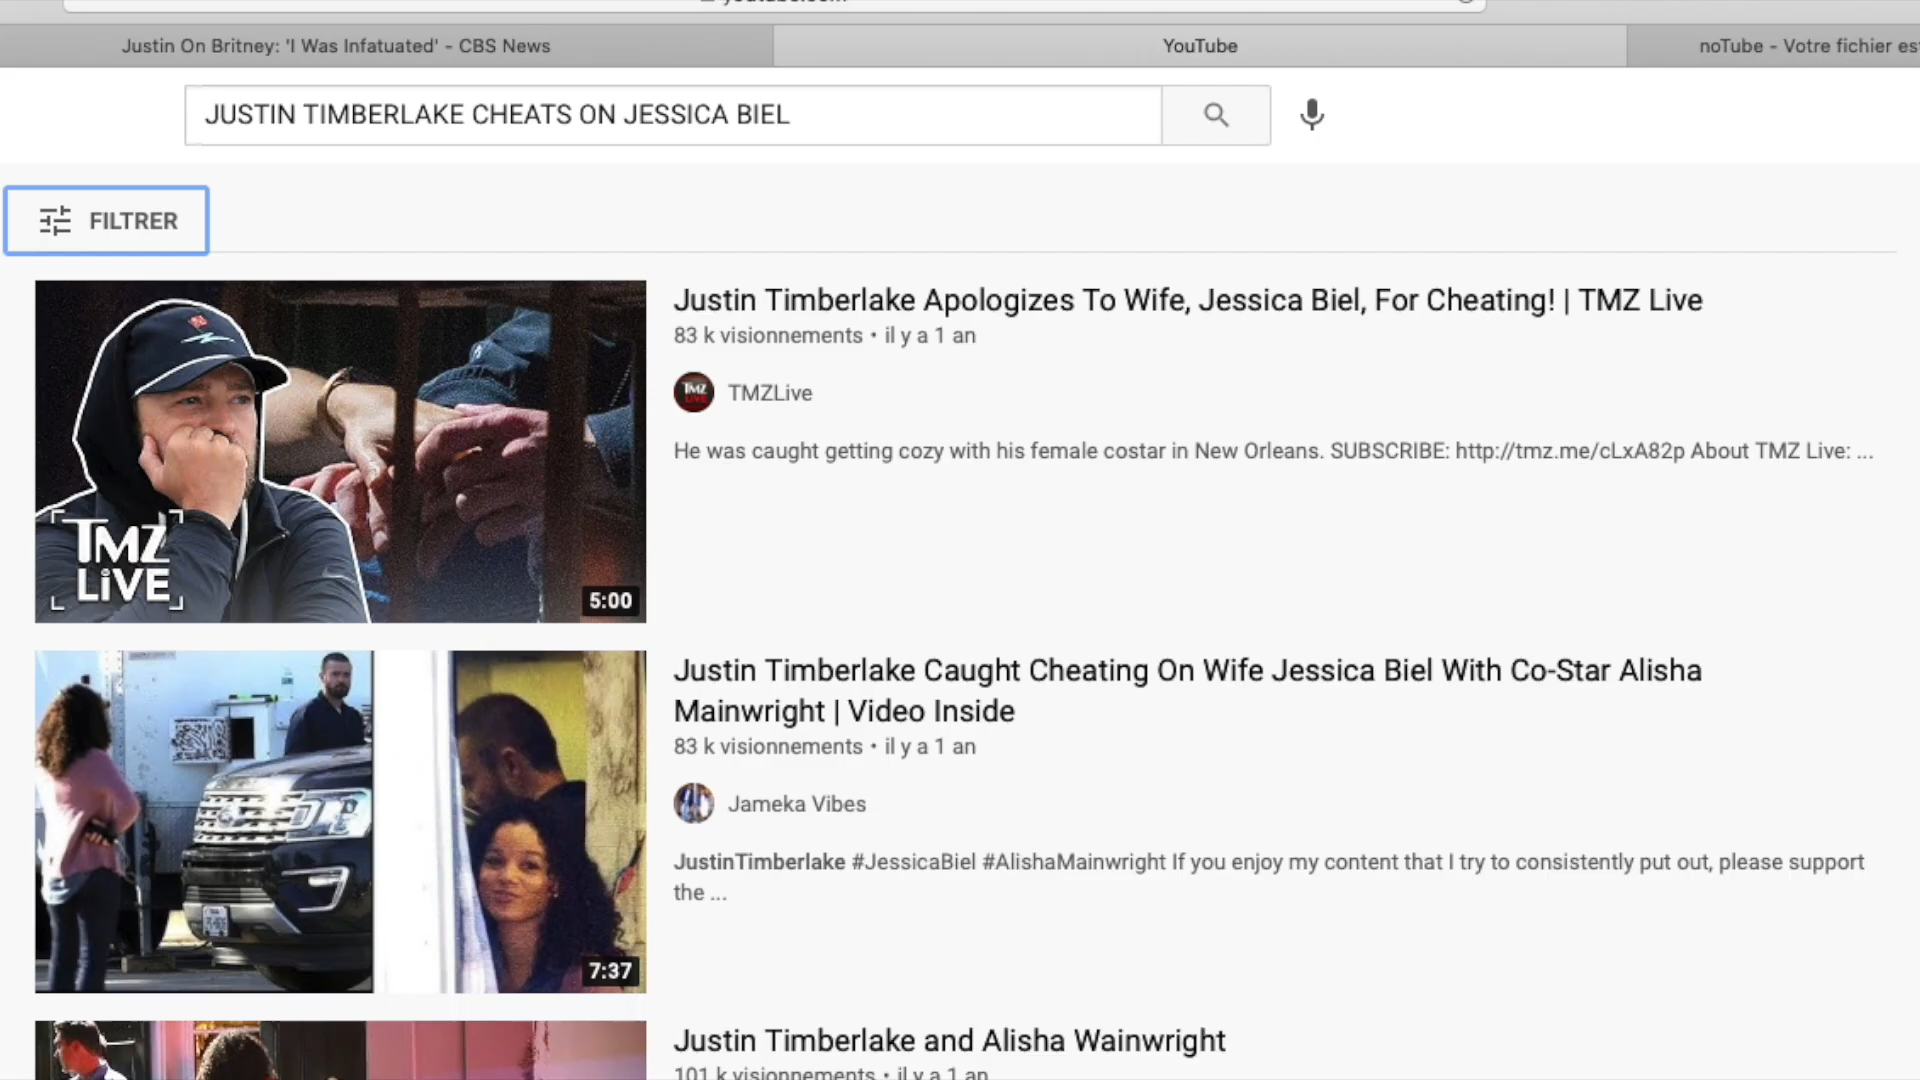 Justin On Britney: 'I Was Infatuated' - CBS News
YouTube
noTube - Votre fichier es
JUSTIN TIMBERLAKE CHEATS ON JESSICA BIEL
FILTRER
Justin Timberlake Apologizes To Wife, Jessica Biel, For Cheating! | TMZ Live
83 k visionnements • il y a 1 an
TMZ LIVE
TMZLive
He was caught getting cozy with his female costar in New Orleans. SUBSCRIBE: http://tmz.me/cLxA82p About TMZ Live: ...
TMZ
LiVE
5:00
Justin Timberlake Caught Cheating On Wife Jessica Biel With Co-Star Alisha
Mainwright | Video Inside
83 k visionnements • il y a 1 an
Jameka Vibes
JustinTimberlake #JessicaBiel #AlishaMainwright If you enjoy my content that I try to consistently put out, please support
the ...
7:37
Justin Timberlake and Alisha Wainwright
101 k visionnements • il y a 1 an